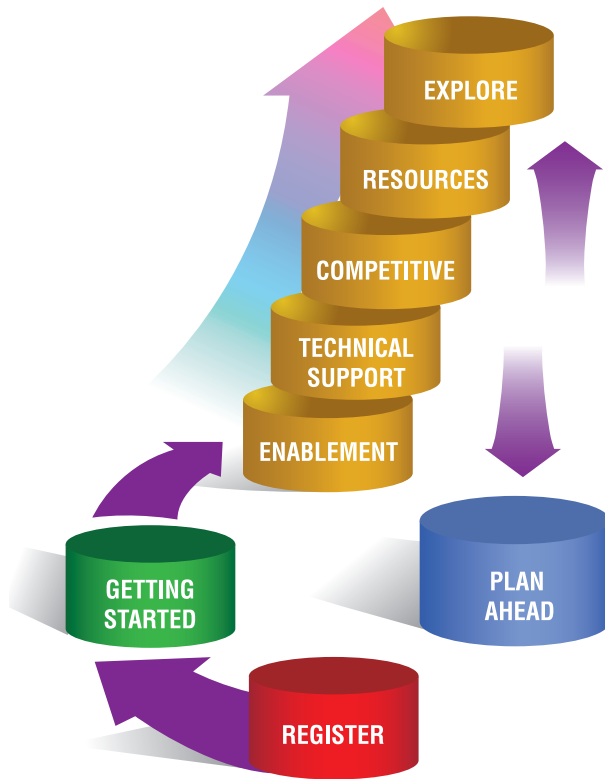 EXPLORE
RESOURCES
COMPETITIVE
TECHNICAL
SUPPORT
ENABLEMENT
GETTING
STARTED
PLAN
AHEAD
REGISTER